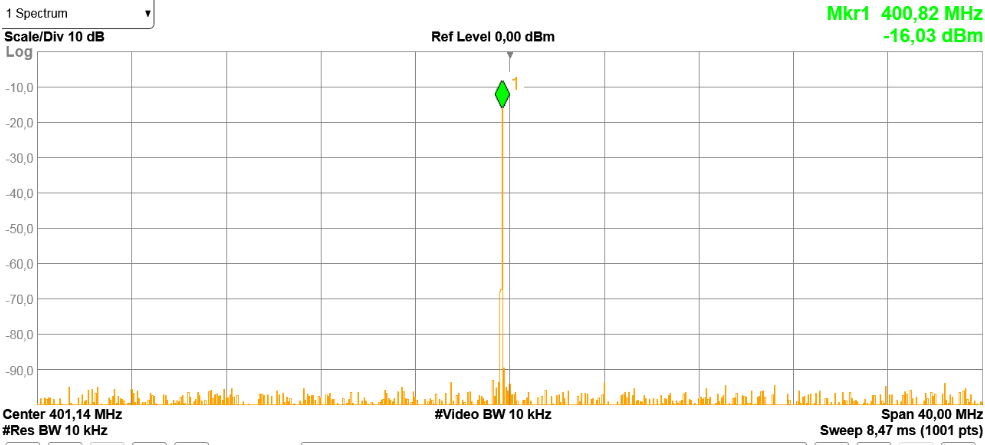 1 Spectrum
Mkr1 400,82 MHz
Scale/Div 10 dB
Ref Level 0,00 dBm
-16,03 dBm
Log
1
-10,0
-20,0
-30,0
-40,0
-50,0
-60,0
-70,0
-80,0
-90,0
Center 401,14 MHz
#Video BW 10 kHz
Span 40,00 MHz
#Res BW 10 kHz
Sweep 8,47 ms (1001 pts)